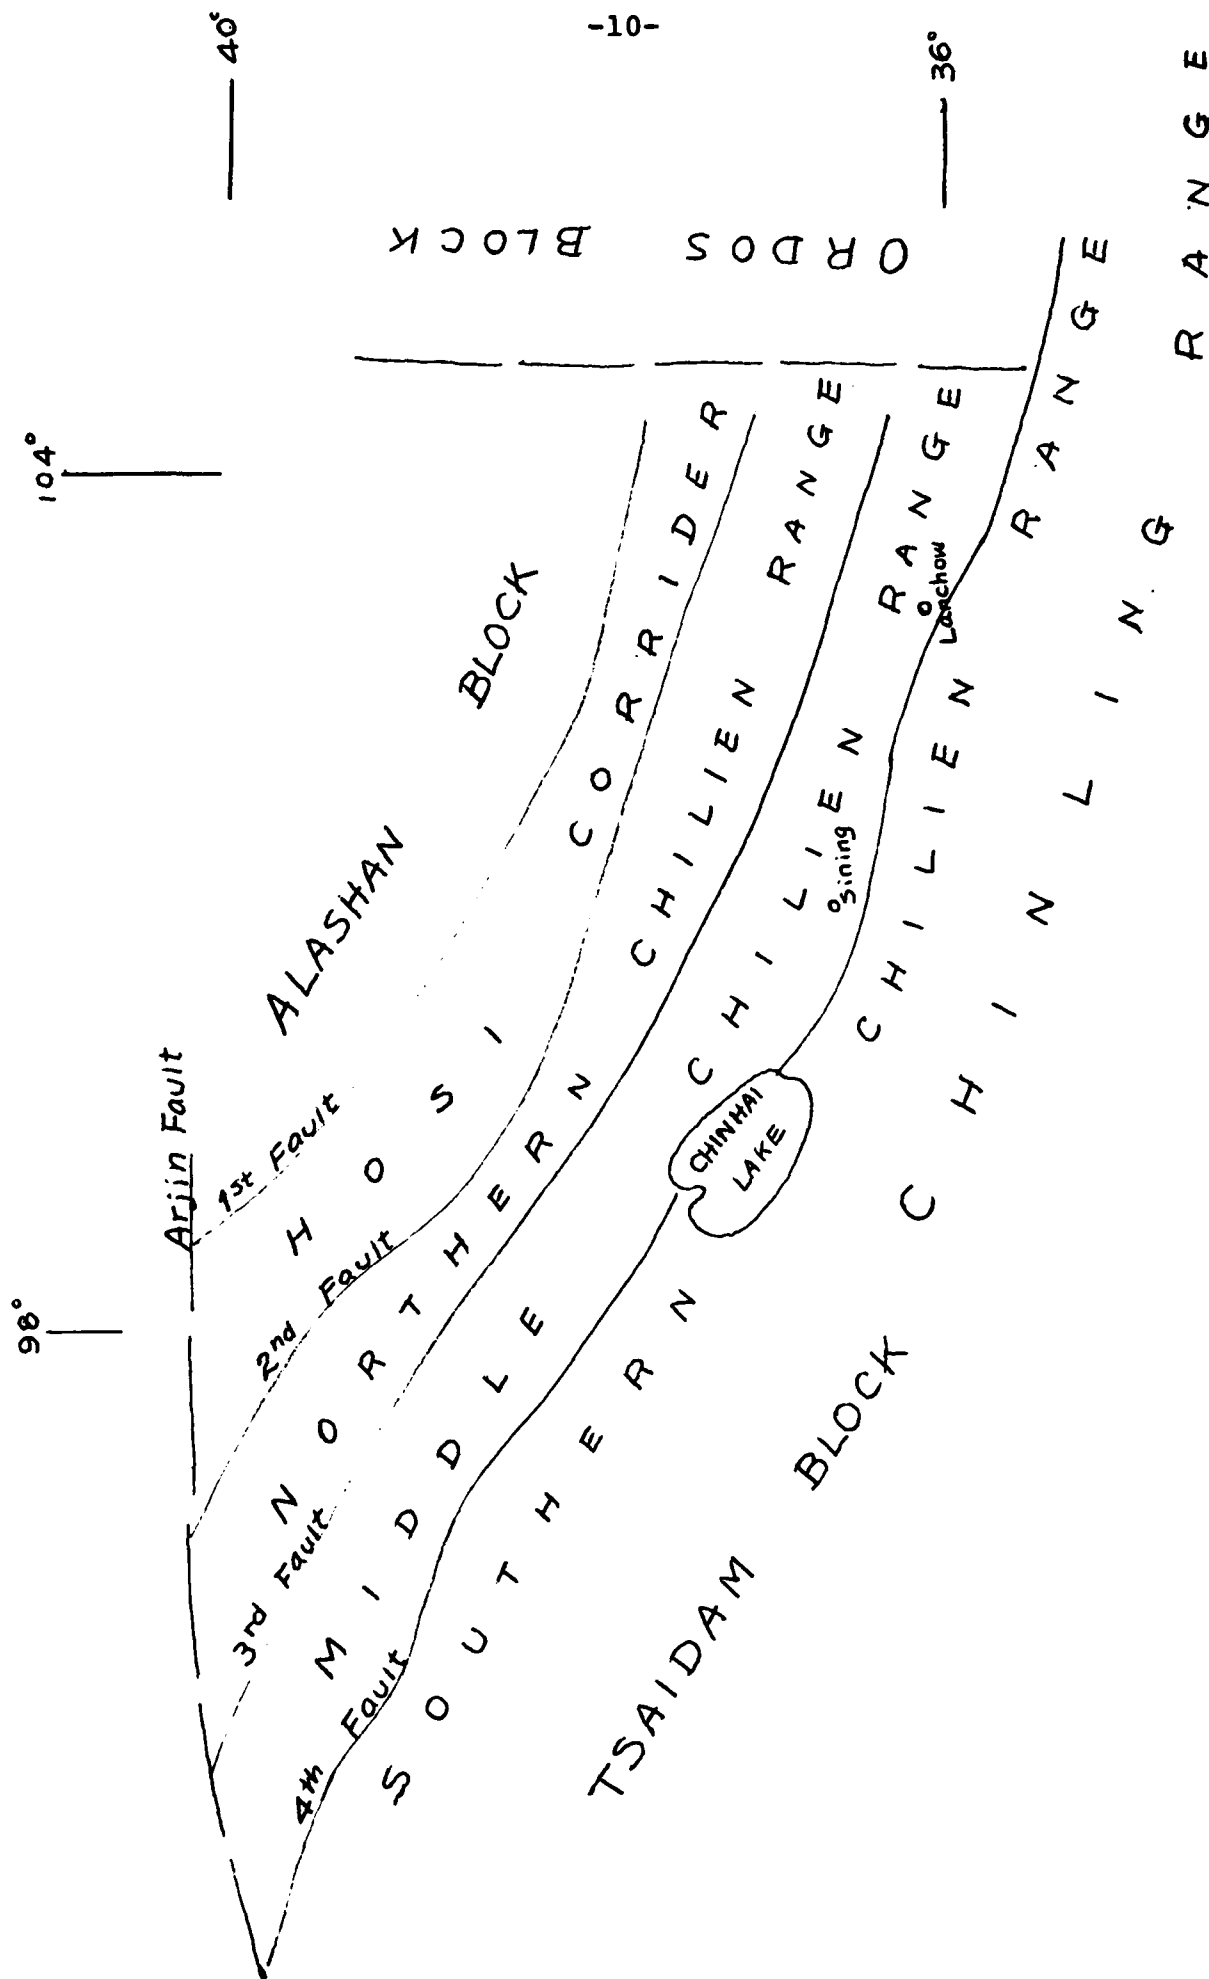 -10-
98°
104°
40°
36°
Arjin Fault
1st Fault
2nd Fault
3rd Fault
4th Fault
ALASHAN BLOCK
ORDOS BLOCK
HOSI CORRIDER
NORTHERN CHILIEN RANGE
MIDDLE CHILIEN RANGE
SOUTHERN CHILIEN RANGE
CHINHAI
LAKE
Sining
Lanchow
TSAIDAM BLOCK
CHINLING RANGE